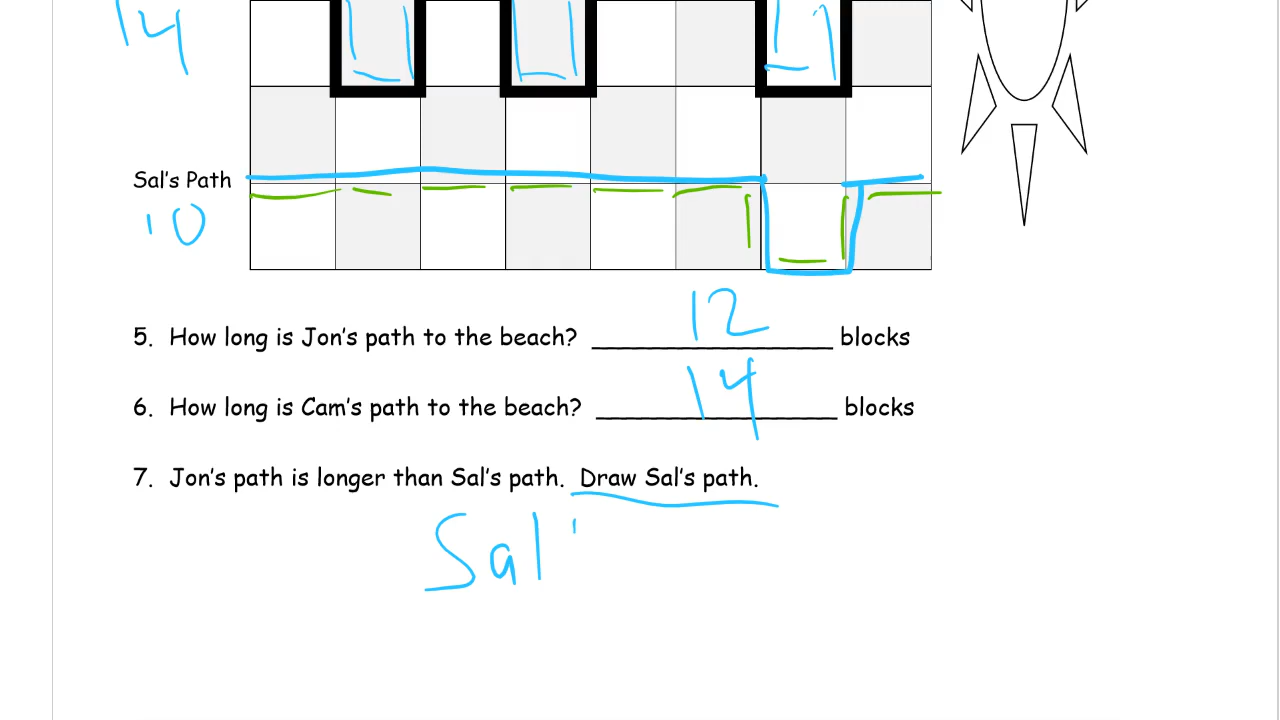 14
Sal's Path
10
5. How long is Jon's path to the beach? 12 blocks
6. How long is Cam's path to the beach? 14 blocks
7. Jon's path is longer than Sal's path. Draw Sal's path.
Sal'